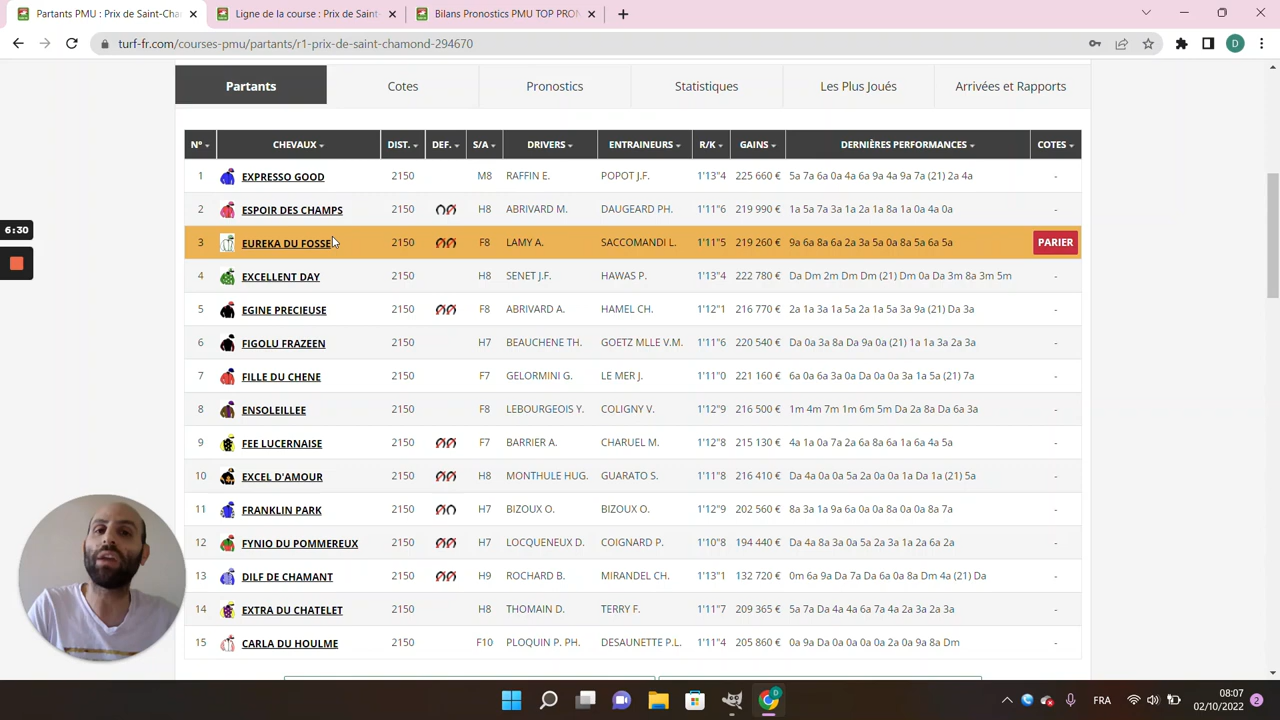 Partants PMU : Prix de Saint-Cha
Ligne de la course : Prix de Saint-
Bilans Pronostics PMU TOP PRON
turf-fr.com/courses-pmu/partants/r1-prix-de-saint-chamond-294670
D
Partants Cotes Pronostics Statistiques Les Plus Joués Arrivées et Rapports
N° CHEVAUX DIST. DEF. S/A DRIVERS ENTRAINEURS R/K GAINS DERNIÈRES PERFORMANCES COTES
1 EXPRESSO GOOD 2150 M8 RAFFIN E. POPOT J.F. 1'13"4 225 660 € 5a 7a 6a 0a 4a 6a 9a 4a 9a 7a (21) 2a 4a -
2 ESPOIR DES CHAMPS 2150 H8 ABRIVARD M. DAUGEARD PH. 1'11"6 219 990 € 1a 5a 7a 3a 1a 2a 1a 8a 1a 0a 4a 0a -
3 EUREKA DU FOSSE 2150 F8 LAMY A. SACCOMANDI L. 1'11"5 219 260 € 9a 6a 8a 6a 2a 3a 5a 0a 8a 5a 6a 5a PARIER
4 EXCELLENT DAY 2150 H8 SENET J.F. HAWAS P. 1'13"4 222 780 € Da Dm 2m Dm Dm (21) Dm 0a Da 3m 8a 3m 5m -
5 EGINE PRECIEUSE 2150 F8 ABRIVARD A. HAMEL CH. 1'12"1 216 770 € 2a 1a 3a 1a 5a 2a 1a 5a 3a 9a (21) Da 3a -
6 FIGOLU FRAZEEN 2150 H7 BEAUCHENE TH. GOETZ MLLE V.M. 1'11"6 220 540 € Da 0a 3a 8a Da 9a 0a (21) 1a 1a 3a 2a 3a -
7 FILLE DU CHENE 2150 F7 GELORMINI G. LE MER J. 1'11"0 221 160 € 6a 0a 6a 3a 0a Da 0a 0a 3a 1a 5a (21) 7a -
8 ENSOLEILLEE 2150 F8 LEBOURGEOIS Y. COLIGNY V. 1'12"9 216 500 € 1m 4m 7m 1m 6m 5m Da 2a 8a Da 6a 3a -
9 FEE LUCERNAISE 2150 F7 BARRIER A. CHARUEL M. 1'12"8 215 130 € 4a 1a 0a 7a 2a 6a 8a 6a 1a 6a 4a 5a -
10 EXCEL D'AMOUR 2150 H8 MONTHULE HUG. GUARATO S. 1'11"8 216 410 € Da 4a 0a 0a 5a 2a 0a 0a 1a Da 1a (21) 5a -
11 FRANKLIN PARK 2150 H7 BIZOUX O. BIZOUX O. 1'12"9 202 560 € 8a 3a 1a 9a 6a 0a 0a 8a 0a 0a 8a 7a -
12 FYNIO DU POMMEREUX 2150 H7 LOCQUENEUX D. COIGNARD P. 1'10"8 194 440 € Da 4a 8a 3a 0a 5a 2a 3a 1a 2a 6a 2a -
13 DILF DE CHAMANT 2150 H9 ROCHARD B. MIRANDEL CH. 1'13"1 132 720 € 0m 6a 9a Da 7a Da 6a 0a 8a Dm 4a (21) Da -
14 EXTRA DU CHATELET 2150 H8 THOMAIN D. TERRY F. 1'11"7 209 365 € 5a 7a Da 4a 4a 6a 7a 4a 2a 3a 2a 3a -
15 CARLA DU HOULME 2150 F10 PLOQUIN P. PH. DESAUNETTE P.L. 1'11"4 205 860 € 0a 9a Da 0a 0a 0a 0a 2a 0a 9a 8a Dm -
6:30
FRA
08:07
02/10/2022
2